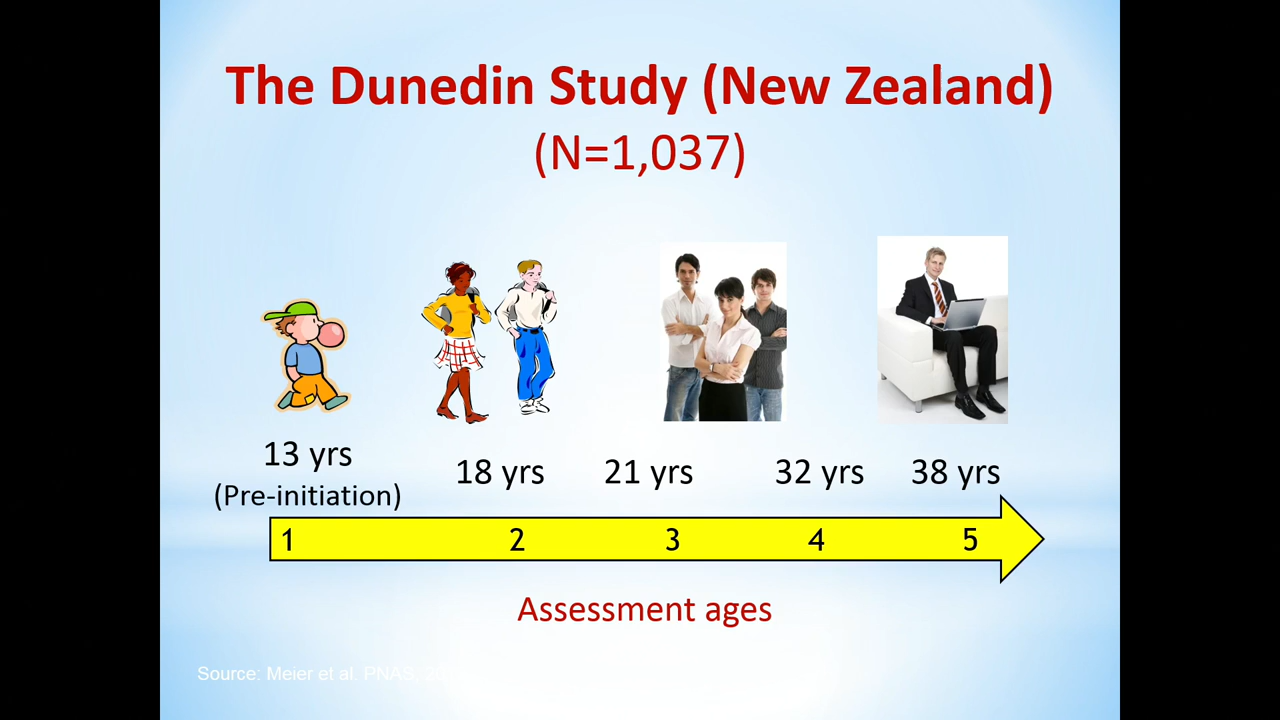 The Dunedin Study (New Zealand)
(N=1,037)
13 yrs
(Pre-initiation)
18 yrs
21 yrs
32 yrs
38 yrs
1
2
3
4
5
Assessment ages
Source: Meier et al. PNAS,